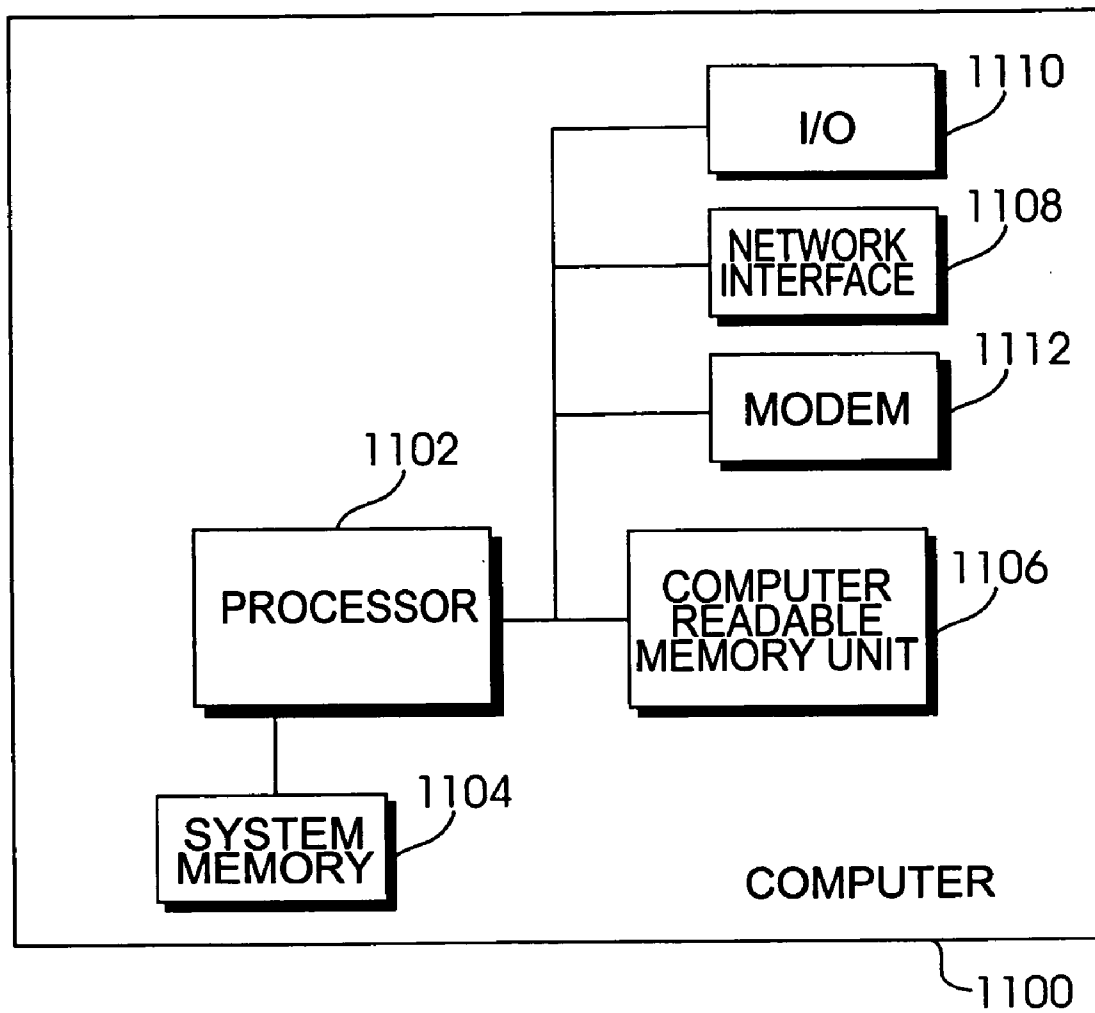 1110
I/O
1108
NETWORK
INTERFACE
1112
MODEM
1102
PROCESSOR
1106
COMPUTER
READABLE
MEMORY UNIT
1104
SYSTEM
MEMORY
COMPUTER
1100